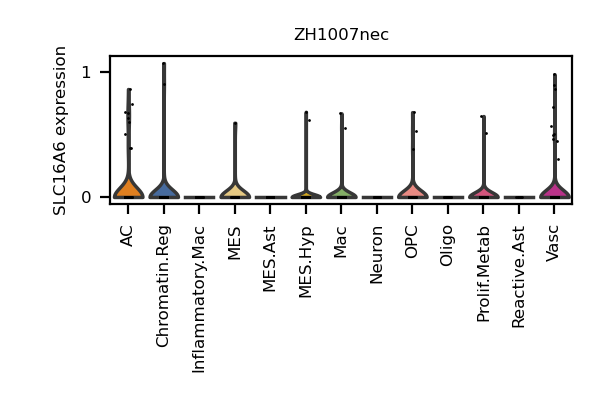 ZH1007nec
SLC16A6 expression
1
0
AC
Chromatin.Reg
Inflammatory.Mac
MES
MES.Ast
MES.Hyp
Mac
Neuron
OPC
Oligo
Prolif.Metab
Reactive.Ast
Vasc